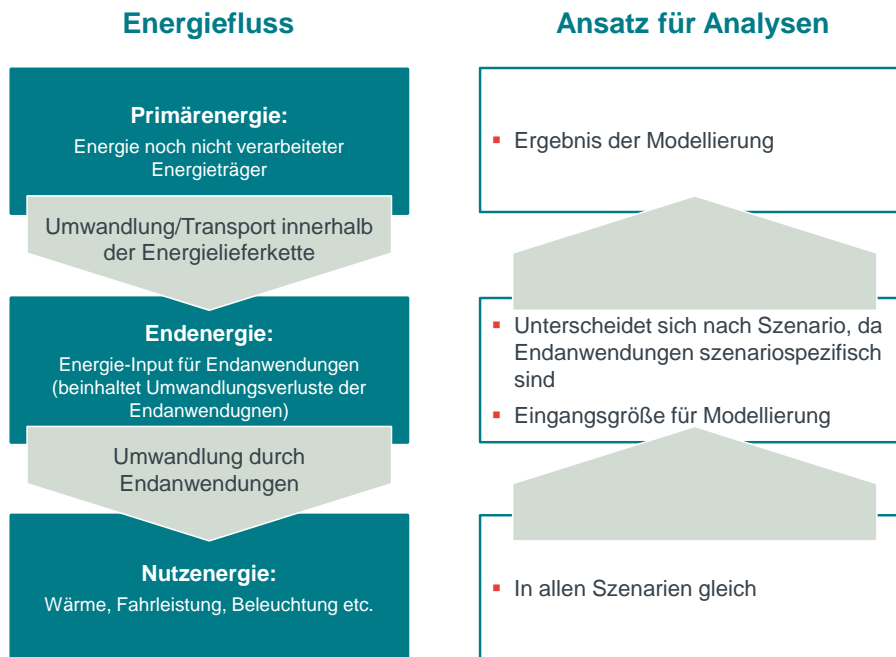 Energiefluss
Primärenergie:
Energie noch nicht verarbeiteter
Energieträger
Umwandlung/Transport innerhalb
der Energielieferkette
Endenergie:
Energie-Input für Endanwendungen
(beinhaltet Umwandlungsverluste der
Endanwendugnen)
Umwandlung durch
Endanwendungen
Nutzenergie:
Wärme, Fahrleistung, Beleuchtung etc.
Ansatz für Analysen
▪ Ergebnis der Modellierung
▪ Unterscheidet sich nach Szenario, da
Endanwendungen szenariospezifisch
sind
▪ Eingangsgröße für Modellierung
▪ In allen Szenarien gleich